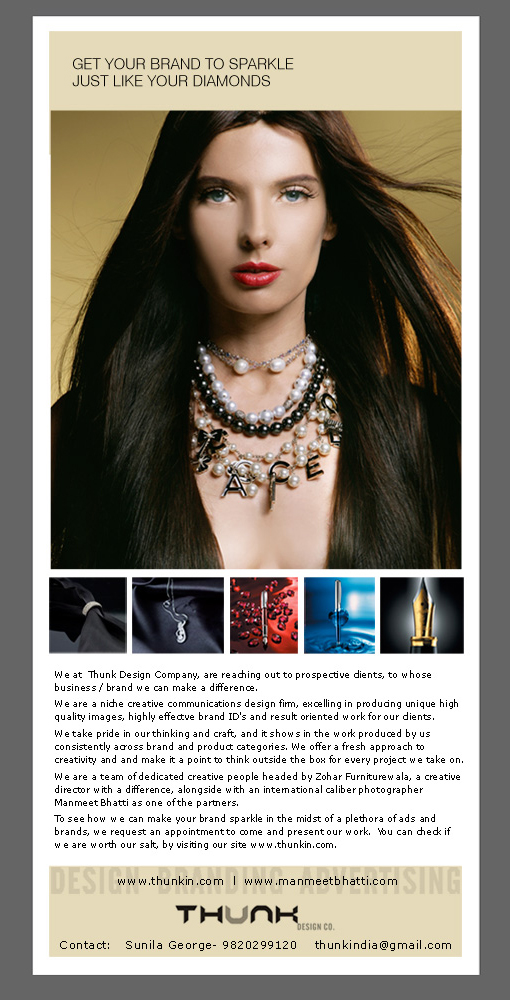 GET YOUR BRAND TO SPARKLE
JUST LIKE YOUR DIAMONDS
A P E
We at Thunk Design Company, are reaching out to prospective clients, to whose
business / brand we can make a difference.
We are a niche creative communications design firm, excelling in producing unique high
quality images, highly effectve brand ID's and result oriented work for our clients.
We take pride in our thinking and craft, and it shows in the work produced by us
consistently across brand and product categories. We offer a fresh approach to
creativity and and make it a point to think outside the box for every project we take on.
We are a team of dedicated creative people headed by Zohar Furniturewala, a creative
director with a difference, alongside with an international caliber photographer
Manmeet Bhatti as one of the partners.
To see how we can make your brand sparkle in the midst of a plethora of ads and
brands, we request an appointment to come and present our work. You can check if
we are worth our salt, by visiting our site www.thunkin.com.
DESIGN BRANDING ADVERTISING
www.thunkin.com | www.manmeetbhatti.com
THUNK
DESIGN CO.
Contact: Sunila George- 9820299120 thunkindia@gmail.com